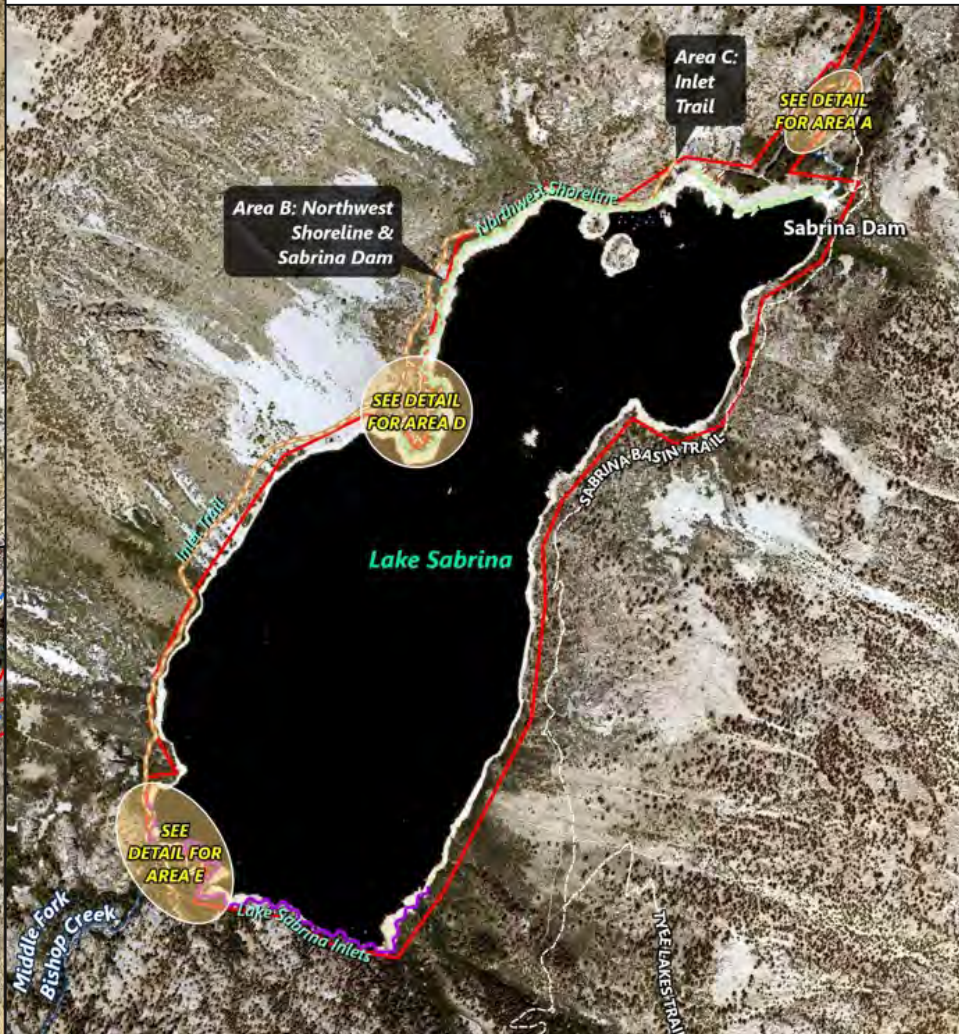 Area C:
Inlet
Trail
SEE DETAIL
FOR AREA A
Northwest Shoreline
Area B: Northwest
Shoreline &
Sabrina Dam
Sabrina Dam
SEE DETAIL
FOR AREA D
SABRINA BASIN TRAIL
Inlet Trail
Lake Sabrina
SEE
DETAIL FOR
AREA E
Lake Sabrina Inlets
Middle Fork
Bishop Creek
TYEE LAKES TRAI